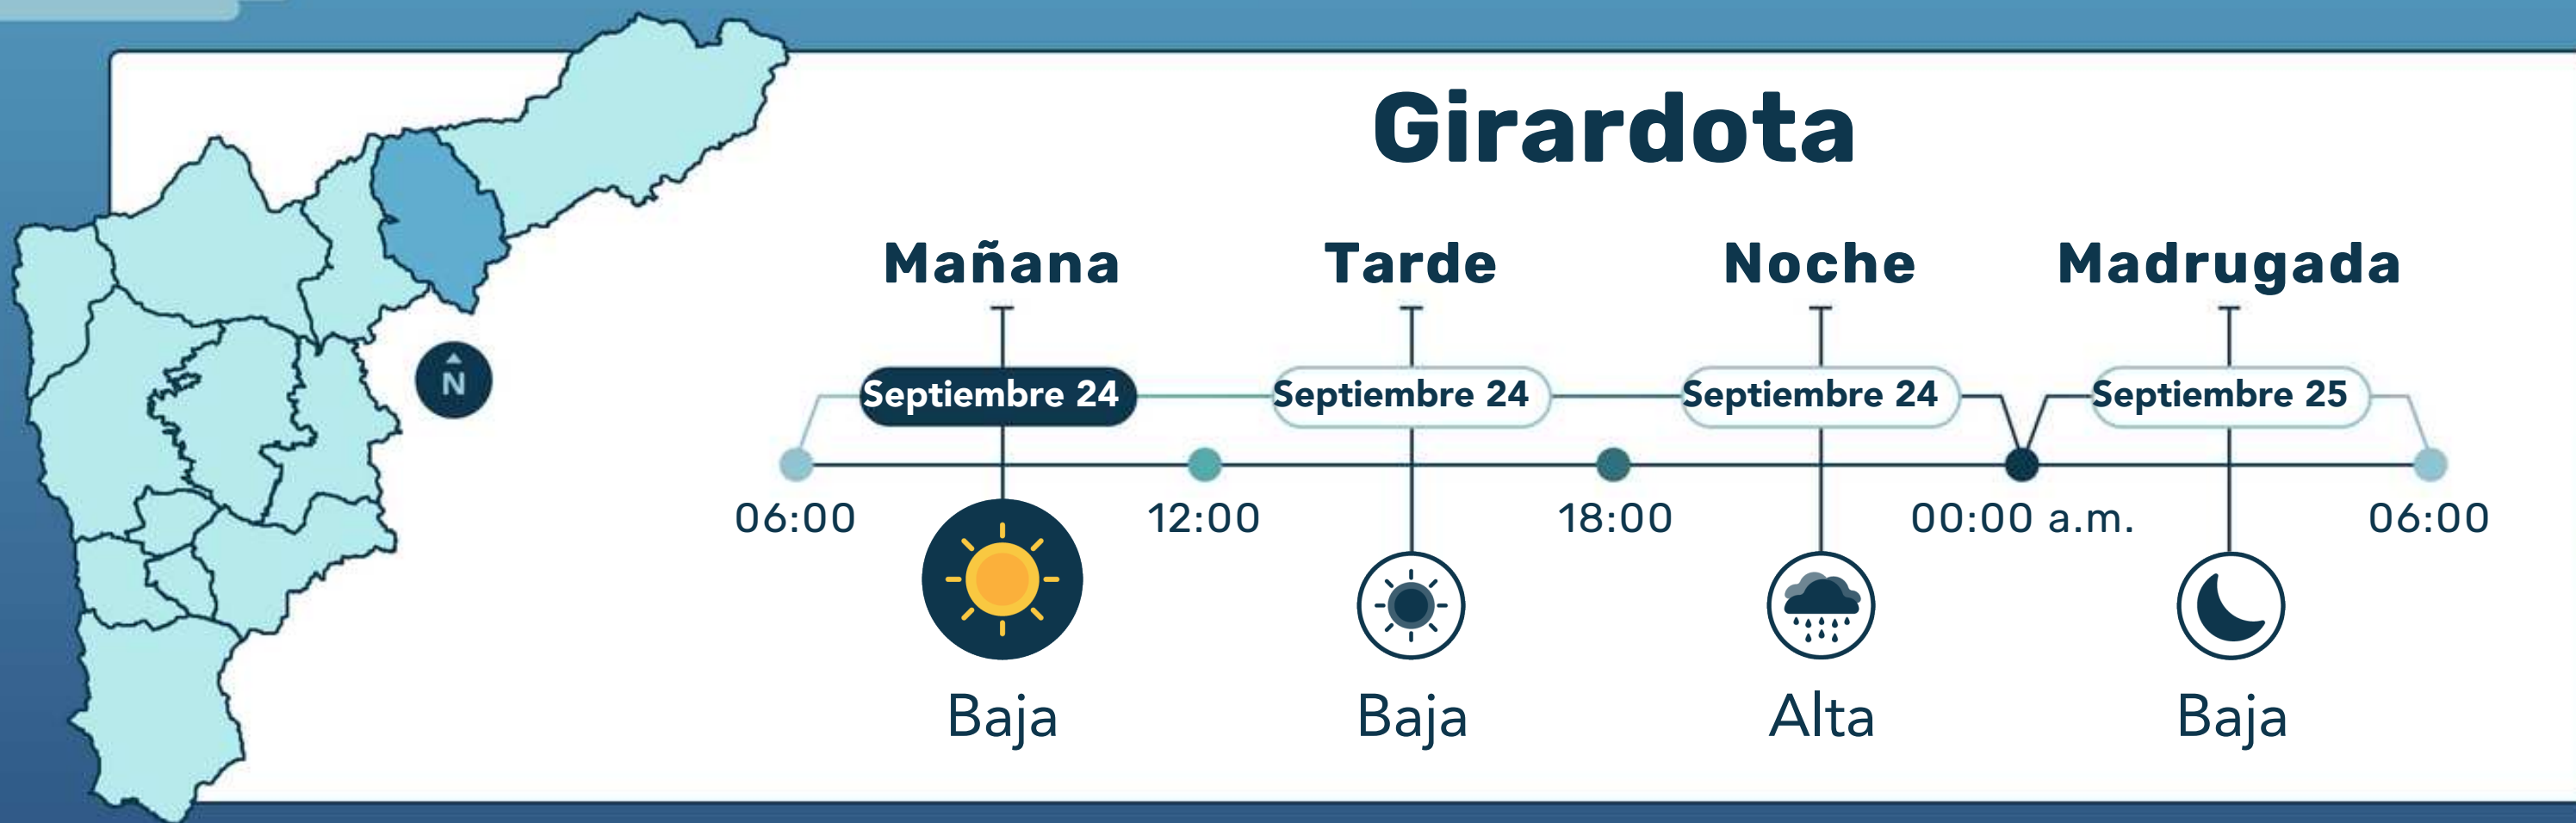 Girardota
Mañana Tarde Noche Madrugada
N
Septiembre 24 Septiembre 24 Septiembre 24 Septiembre 25
06:00 12:00 18:00 00:00 a.m. 06:00
Baja Baja Alta Baja